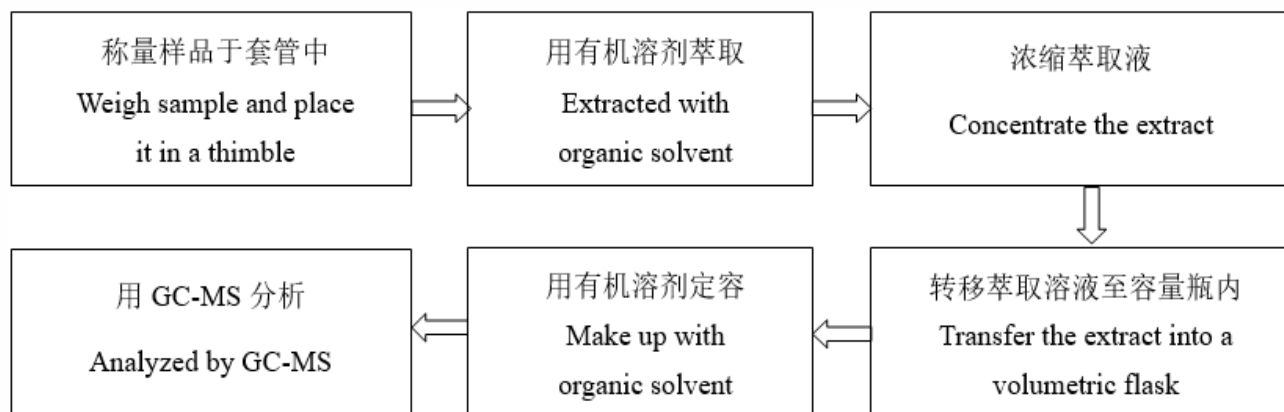 称量样品于套管中
Weigh sample and place
it in a thimble
用有机溶剂萃取
Extracted with
organic solvent
浓缩萃取液
Concentrate the extract
转移萃取溶液至容量瓶内
Transfer the extract into a
volumetric flask
用有机溶剂定容
Make up with
organic solvent
用 GC-MS 分析
Analyzed by GC-MS